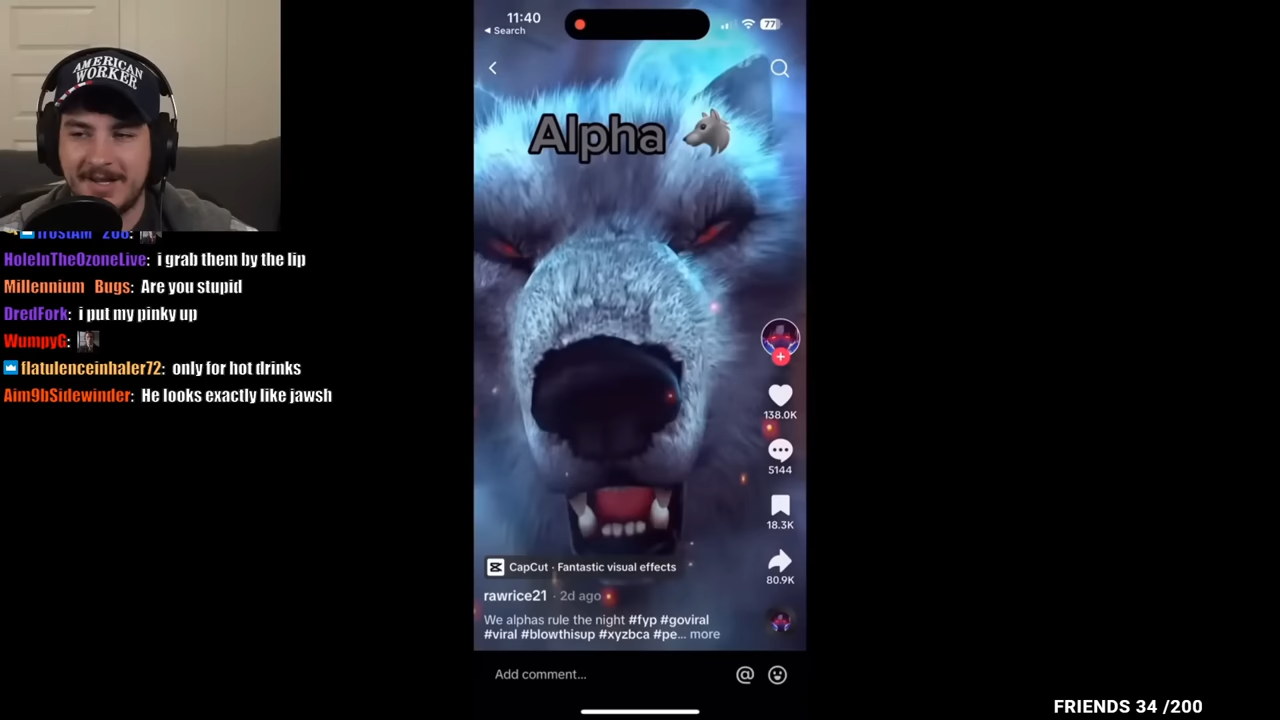 AMERICAN
WORKER
HoleInTheOzoneLive: i grab them by the lip
Millennium Bugs: Are you stupid
DredFork: i put my pinky up
WumpyG:
flatulenceinhaler72: only for hot drinks
Aim9bSidewinder: He looks exactly like jawsh
11:40
Search
77
Alpha
138.0K
5144
18.3K
80.9K
CapCut · Fantastic visual effects
rawrice21 · 2d ago
We alphas rule the night #fyp #goviral
#viral #blowthisup #xyzbca #pe... more
Add comment...
FRIENDS 34 /200